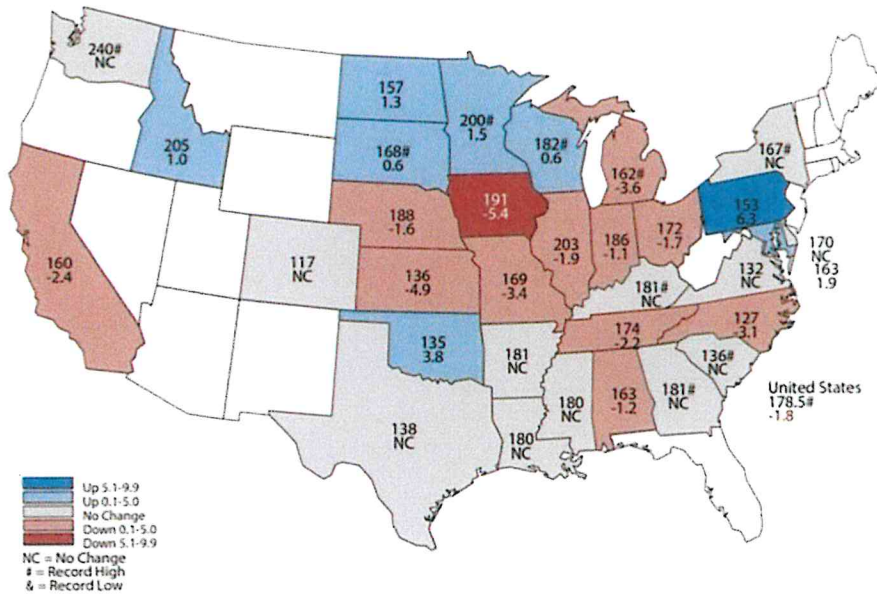 240#
NC
205
1.0
157
1.3
200#
1.5
168#
0.6
182#
0.6
162#
-3.6
167#
NC
153
6.3
191
-5.4
188
-1.6
203
-1.9
186
-1.1
172
-1.7
170
NC
163
1.9
160
-2.4
117
NC
136
-4.9
169
-3.4
181#
NC
132
NC
174
-2.2
127
-3.1
135
3.8
181
NC
136#
NC
138
NC
180
NC
180
NC
163
-1.2
181#
NC
United States
178.5#
-1.8
Up 5.1-9.9
Up 0.1-5.0
No Change
Down 0.1-5.0
Down 5.1-9.9
NC = No Change
# = Record High
& = Record Low